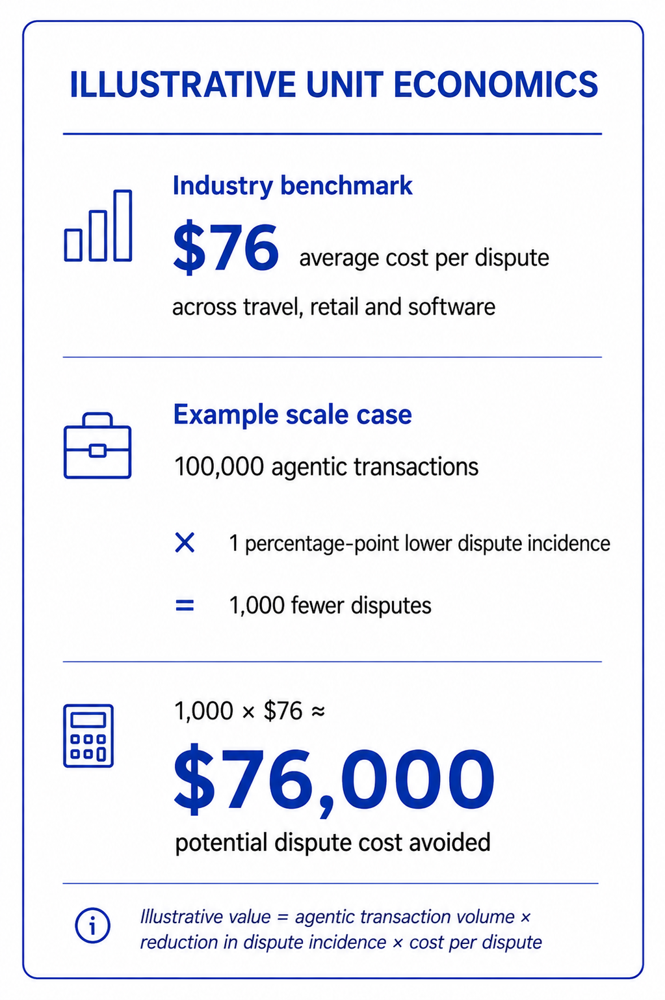 ILLUSTRATIVE UNIT ECONOMICS
Industry benchmark
$76 average cost per dispute
across travel, retail and software
Example scale case
100,000 agentic transactions
× 1 percentage-point lower dispute incidence
= 1,000 fewer disputes
1,000 × $76 ≈
$76,000
potential dispute cost avoided
Illustrative value = agentic transaction volume ×
reduction in dispute incidence × cost per dispute